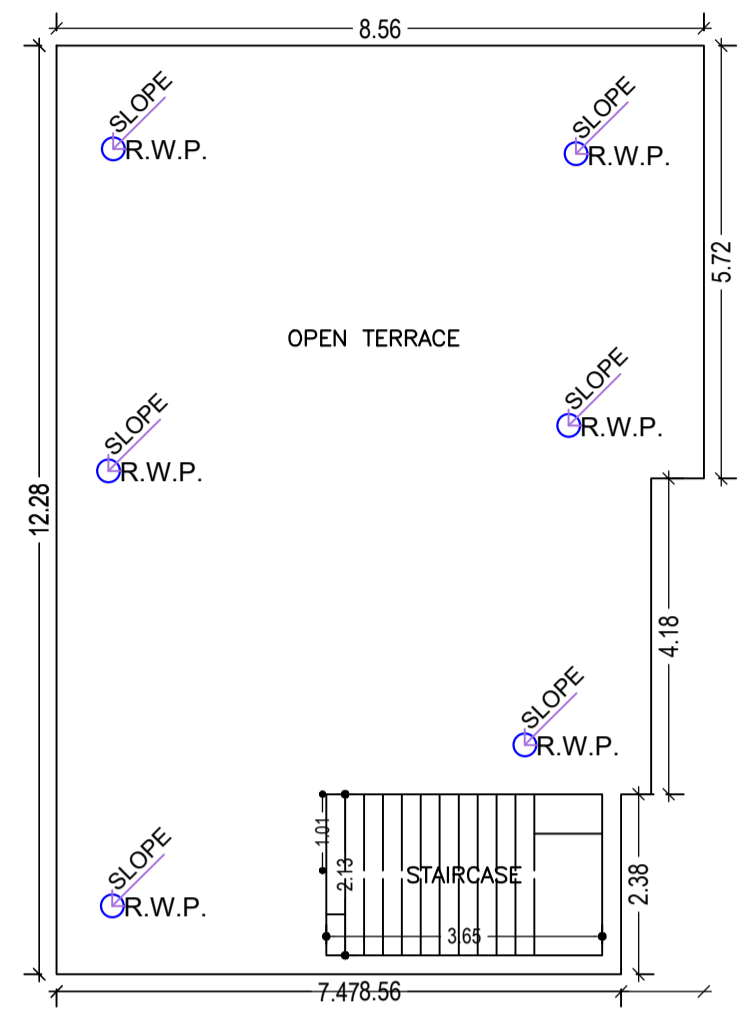 8.56
SLOPE
R.W.P.
SLOPE
R.W.P.
5.72
OPEN TERRACE
SLOPE
R.W.P.
SLOPE
R.W.P.
12.28
4.18
SLOPE
R.W.P.
1.01
2.13
STAIRCASE
2.38
SLOPE
R.W.P.
3.65
7.478.56